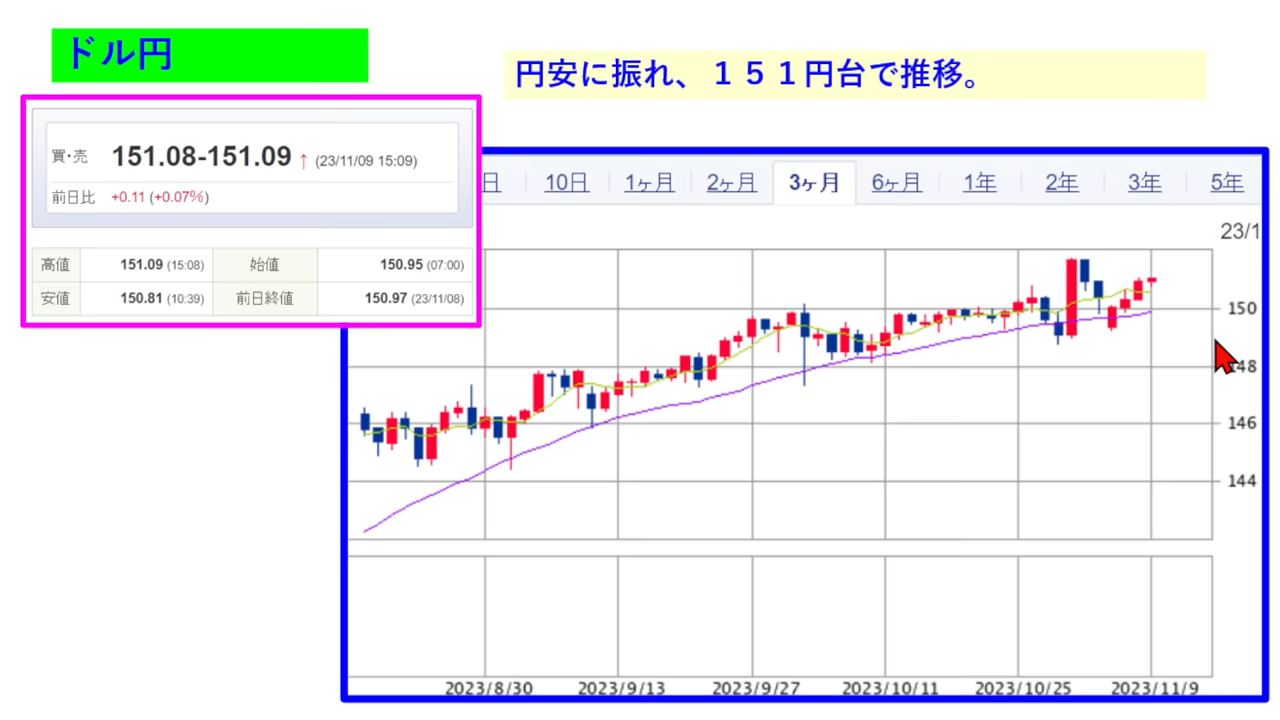 ドル円
円安に振れ、１５１円台で推移。
買・売 151.08-151.09 ↑ (23/11/09 15:09)
前日比 +0.11 (+0.07%)
高値 151.09 (15:08) 始値 150.95 (07:00)
安値 150.81 (10:39) 前日終値 150.97 (23/11/08)
日 10日 1ヶ月 2ヶ月 3ヶ月 6ヶ月 1年 2年 3年 5年
23/1
150
48
146
144
2023/8/30 2023/9/13 2023/9/27 2023/10/11 2023/10/25 2023/11/9